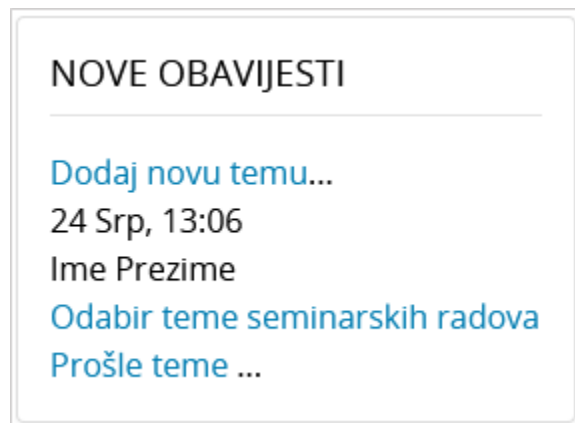 NOVE OBAVIJESTI
Dodaj novu temu...
24 Srp, 13:06
Ime Prezime
Odabir teme seminarskih radova
Prošle teme ...